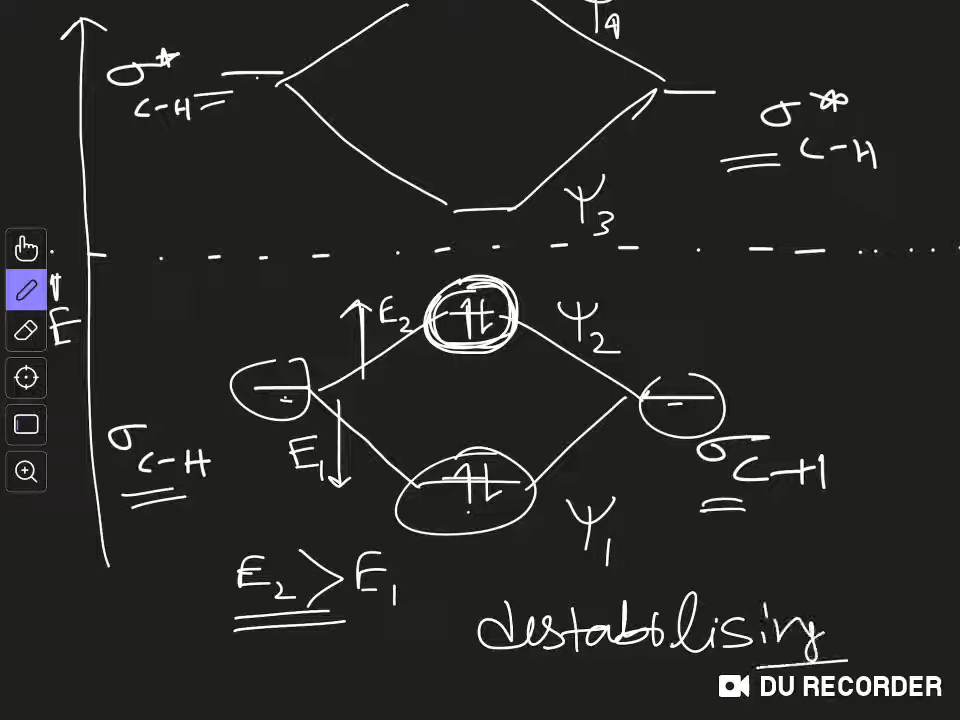 Ψ4
σ*
C-H
σ*
C-H
Ψ3
E
E2
Ψ2
σC-H
E1
σC-H
Ψ1
E2 > E1
destabilising
DU RECORDER